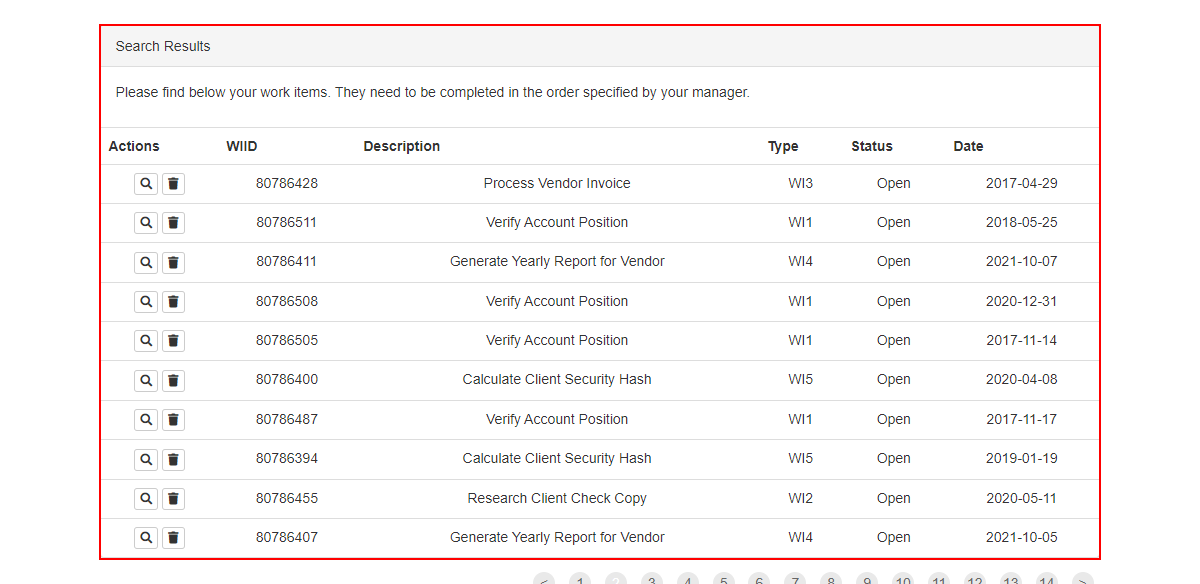 Search Results
Please find below your work items. They need to be completed in the order specified by your manager.
Actions WIID Description Type Status Date
80786428 Process Vendor Invoice WI3 Open 2017-04-29
80786511 Verify Account Position WI1 Open 2018-05-25
80786411 Generate Yearly Report for Vendor WI4 Open 2021-10-07
80786508 Verify Account Position WI1 Open 2020-12-31
80786505 Verify Account Position WI1 Open 2017-11-14
80786400 Calculate Client Security Hash WI5 Open 2020-04-08
80786487 Verify Account Position WI1 Open 2017-11-17
80786394 Calculate Client Security Hash WI5 Open 2019-01-19
80786455 Research Client Check Copy WI2 Open 2020-05-11
80786407 Generate Yearly Report for Vendor WI4 Open 2021-10-05
< 1 2 3 4 5 6 7 8 9 10 11 12 13 14 >